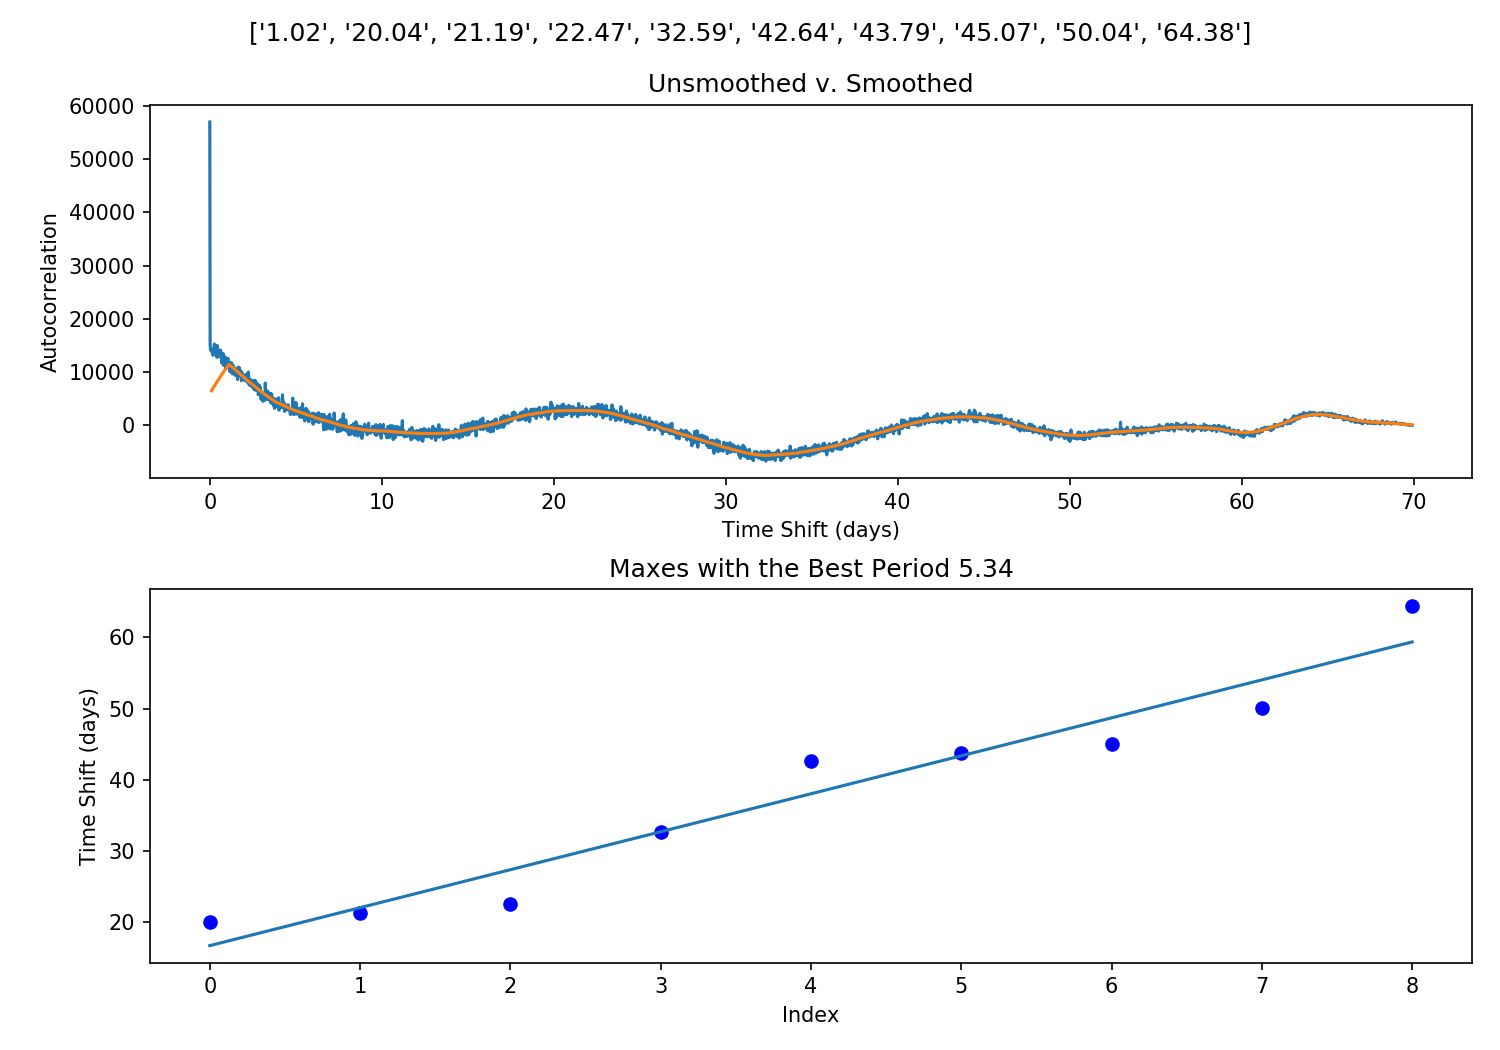 ['1.02', '20.04', '21.19', '22.47', '32.59', '42.64', '43.79', '45.07', '50.04', '64.38']
Unsmoothed v. Smoothed
60000
50000
40000
30000
20000
10000
0
Autocorrelation
0 10 20 30 40 50 60 70
Time Shift (days)
Maxes with the Best Period 5.34
60
50
40
30
20
Time Shift (days)
0 1 2 3 4 5 6 7 8
Index